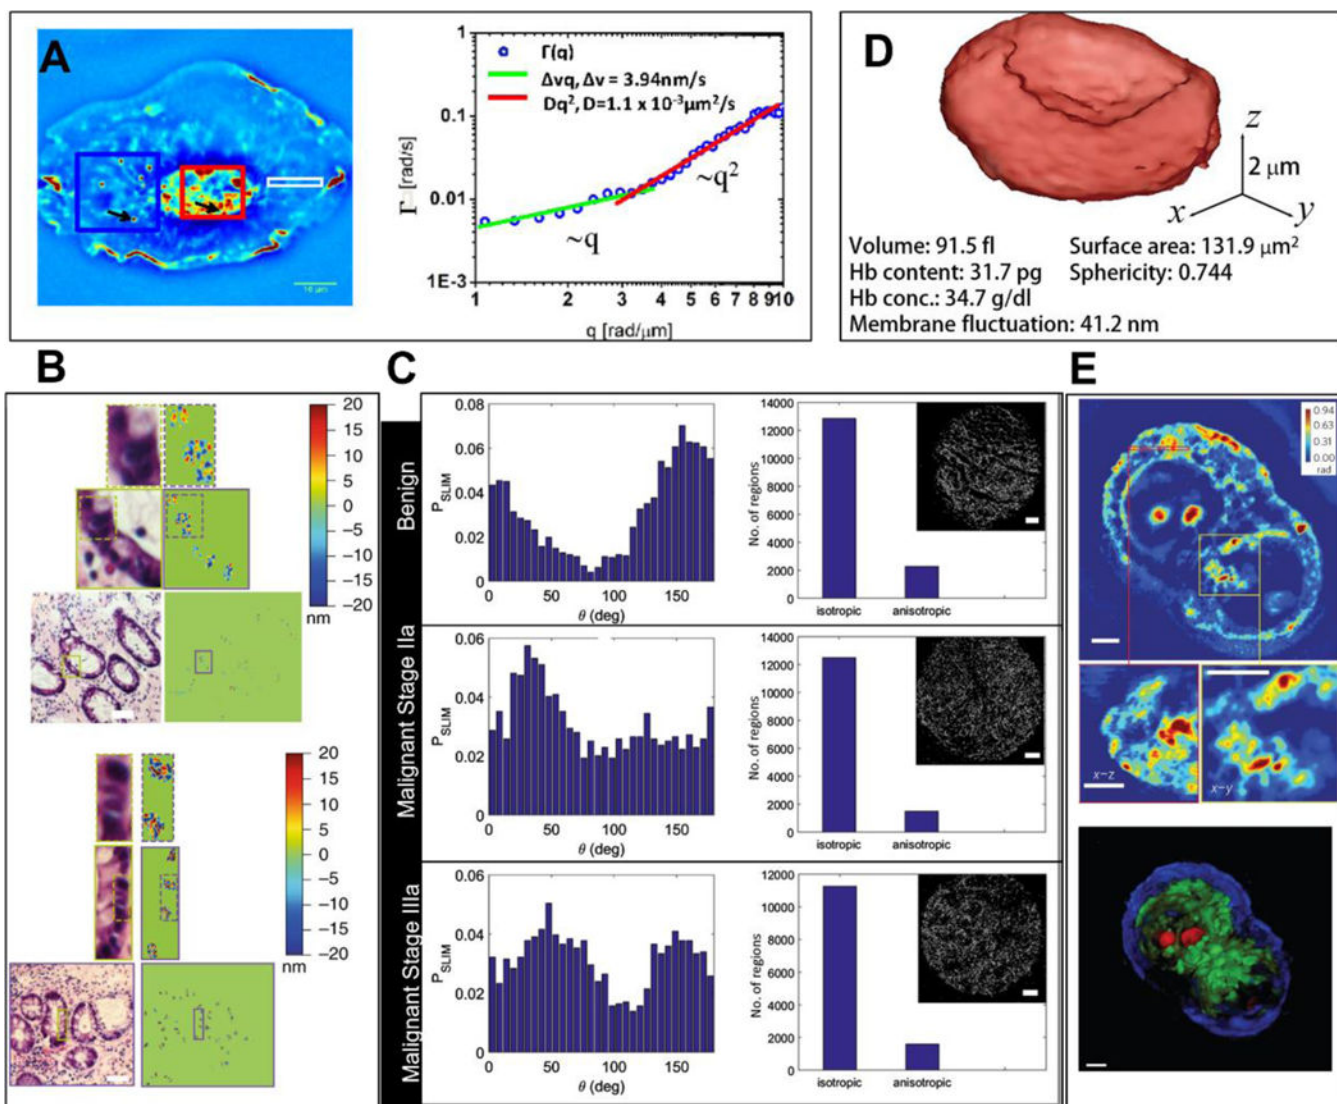 A
10 μm
1
0.1
0.01
1E-3
Γ [rad/s]
Γ(q)
Δvq, Δv = 3.94nm/s
Dq², D=1.1 x 10⁻³μm²/s
~q²
~q
1 2 3 4 5 6 7 8 9 10
q [rad/μm]
D
z
2 μm
x
y
Volume: 91.5 fl
Surface area: 131.9 μm²
Hb content: 31.7 pg
Sphericity: 0.744
Hb conc.: 34.7 g/dl
Membrane fluctuation: 41.2 nm
B
20
15
10
5
0
−5
−10
−15
−20
nm
20
15
10
5
0
−5
−10
−15
−20
nm
C
Benign
0.08
0.06
0.04
0.02
0
P_SLIM
0 50 100 150
θ (deg)
14000
12000
10000
8000
6000
4000
2000
0
No. of regions
isotropic anisotropic
Malignant Stage IIa
0.06
0.04
0.02
0
P_SLIM
0 50 100 150
θ (deg)
14000
12000
10000
8000
6000
4000
2000
0
No. of regions
isotropic anisotropic
Malignant Stage IIIa
0.06
0.04
0.02
0
P_SLIM
0 50 100 150
θ (deg)
12000
10000
8000
6000
4000
2000
0
No. of regions
isotropic anisotropic
E
0.94
0.63
0.31
0.00
rad
x–z
x–y